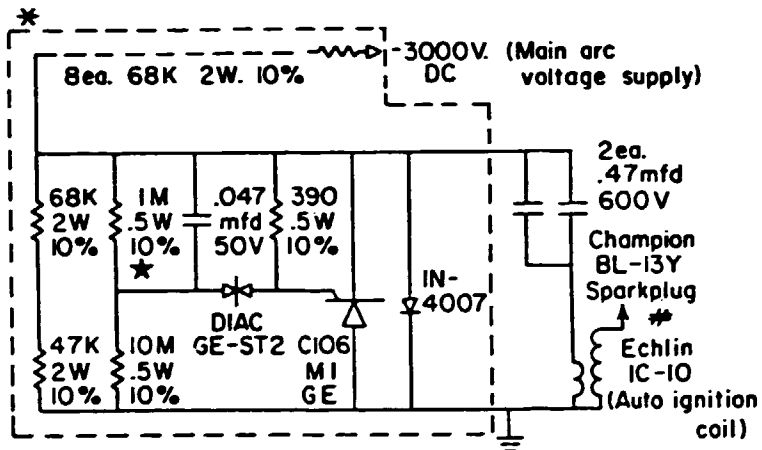 *
-3000V. (Main arc
DC voltage supply)
8ea. 68K 2W. 10%
68K
2W
10%
1M
.5W
10%
★
.047
mfd
50V
390
.5W
10%
2ea.
.47mfd
600V
Champion
BL-13Y
Sparkplug
#
IN-
4007
DIAC
GE-ST2
C106
M1
GE
47K
2W
10%
10M
.5W
10%
Echlin
IC-10
(Auto ignition
coil)